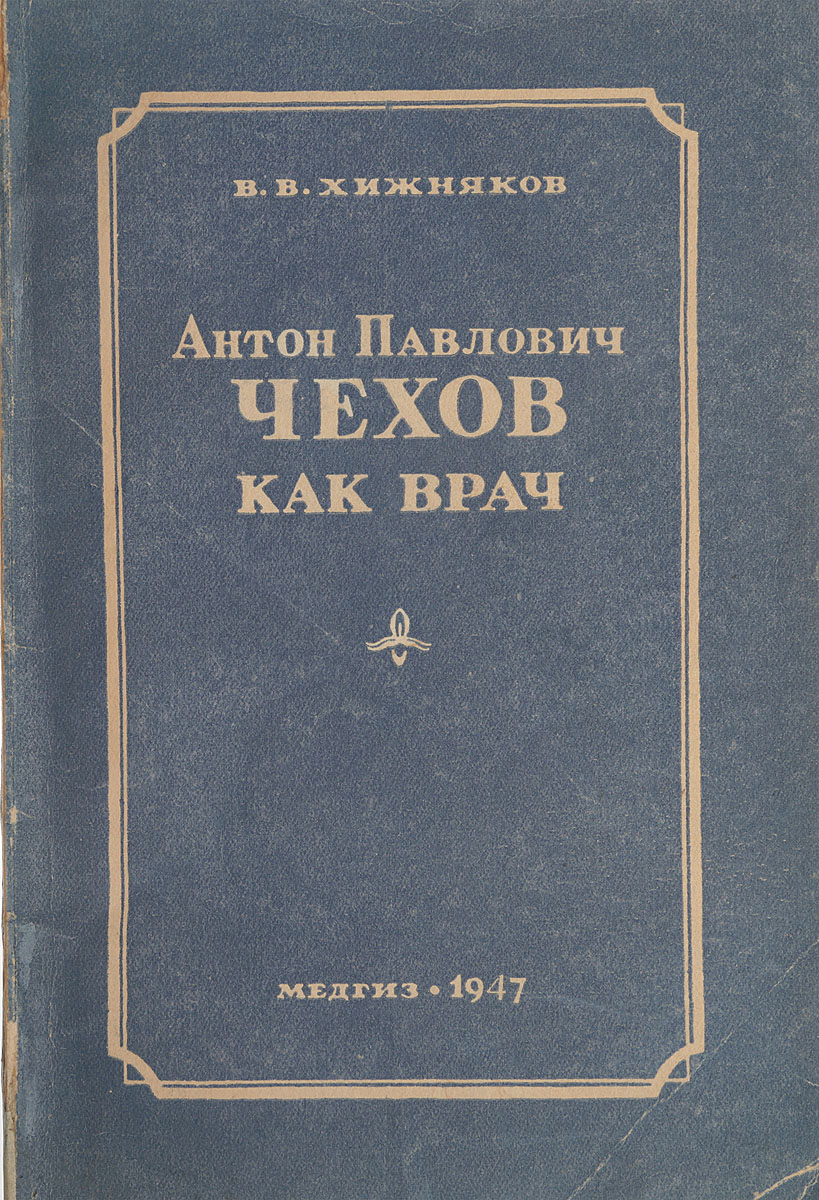 В. В. ХИЖНЯКОВ
АНТОН ПАВЛОВИЧ
ЧЕХОВ
КАК ВРАЧ
МЕДГИЗ • 1947